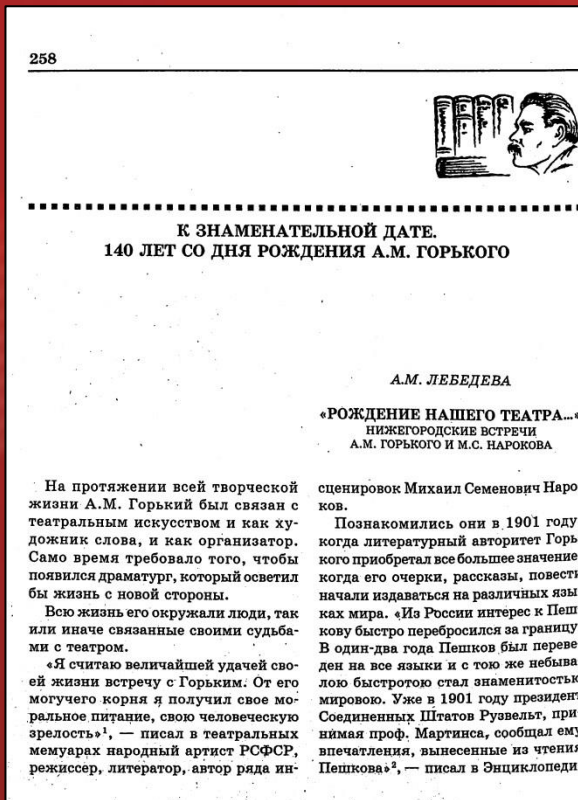 258
К ЗНАМЕНАТЕЛЬНОЙ ДАТЕ.
140 ЛЕТ СО ДНЯ РОЖДЕНИЯ А.М. ГОРЬКОГО
А.М. ЛЕБЕДЕВА
«РОЖДЕНИЕ НАШЕГО ТЕАТРА...«
НИЖЕГОРОДСКИЕ ВСТРЕЧИ
А.М. ГОРЬКОГО И М.С. НАРОКОВА
На протяжении всей творческой
жизни А.М. Горький был связан с
театральным искусством и как ху-
дожник слова, и как организатор.
Само время требовало того, чтобы
появился драматург, который осветил
бы жизнь с новой стороны.
Всю жизнь его окружали люди, так
или иначе связанные своими судьба-
ми с театром.
«Я считаю величайшей удачей сво-
ей жизни встречу с Горьким. От его
могучего корня я получил свое мо-
ральное питание, свою человеческую
зрелость»¹, — писал в театральных
мемуарах народный артист РСФСР,
режиссер, литератор, автор ряда ин-
сценировок Михаил Семенович Наро
ков.
Познакомились они в 1901 году
когда литературный авторитет Горь
кого приобретал все большее значение
когда его очерки, рассказы, повести
начали издаваться на различных язы
ках мира. «Из России интерес к Пеш
кову быстро перебросился за границу
В один-два года Пешков был переве
ден на все языки и с тою же небыва
лою быстротою стал знаменитостью
мировою. Уже в 1901 году президент
Соединенных Штатов Рузвельт, при
нимая проф. Мартинса, сообщал ему
впечатления, вынесенные из чтения
Пешкова»², — писал в Энциклопеди